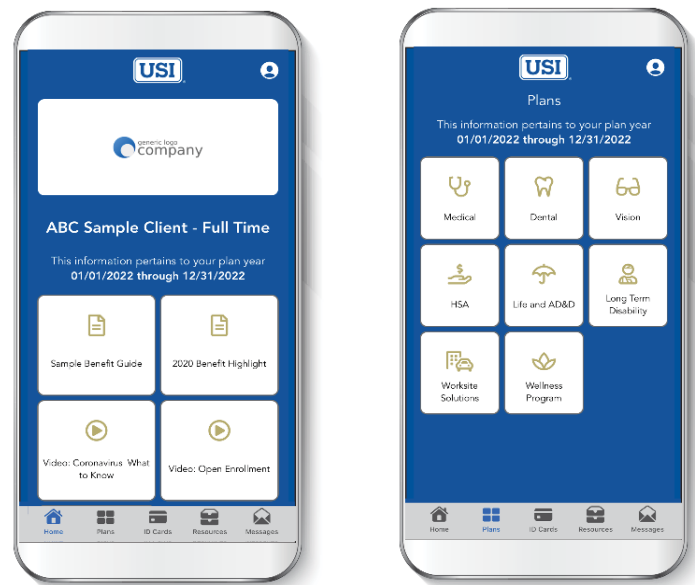 USI
generic logo
company
ABC Sample Client - Full Time
This information pertains to your plan year
01/01/2022 through 12/31/2022
Sample Benefit Guide
2020 Benefit Highlight
Video: Coronavirus What
to Know
Video: Open Enrollment
Home
Plans
ID Cards
Resources
Messages
USI
Plans
This information pertains to your plan year
01/01/2022 through 12/31/2022
Medical
Dental
Vision
HSA
Life and AD&D
Long Term
Disability
Worksite
Solutions
Wellness
Program
Home
Plans
ID Cards
Resources
Messages